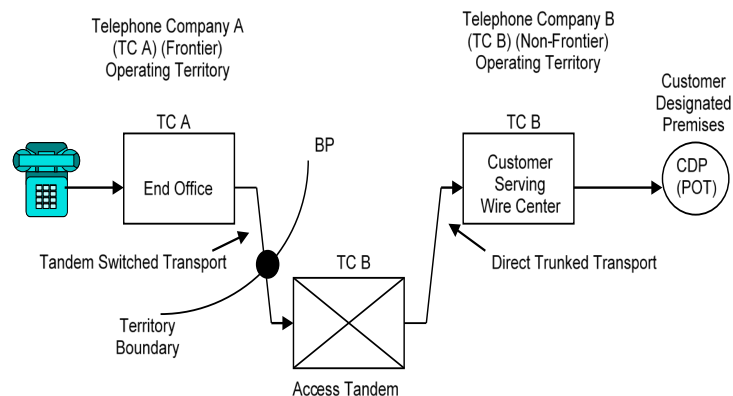 Telephone Company A
(TC A) (Frontier)
Operating Territory
Telephone Company B
(TC B) (Non-Frontier)
Operating Territory
Customer
Designated
Premises
TC A
End Office
BP
TC B
Customer
Serving
Wire Center
CDP
(POT)
Tandem Switched Transport
TC B
Direct Trunked Transport
Territory
Boundary
Access Tandem